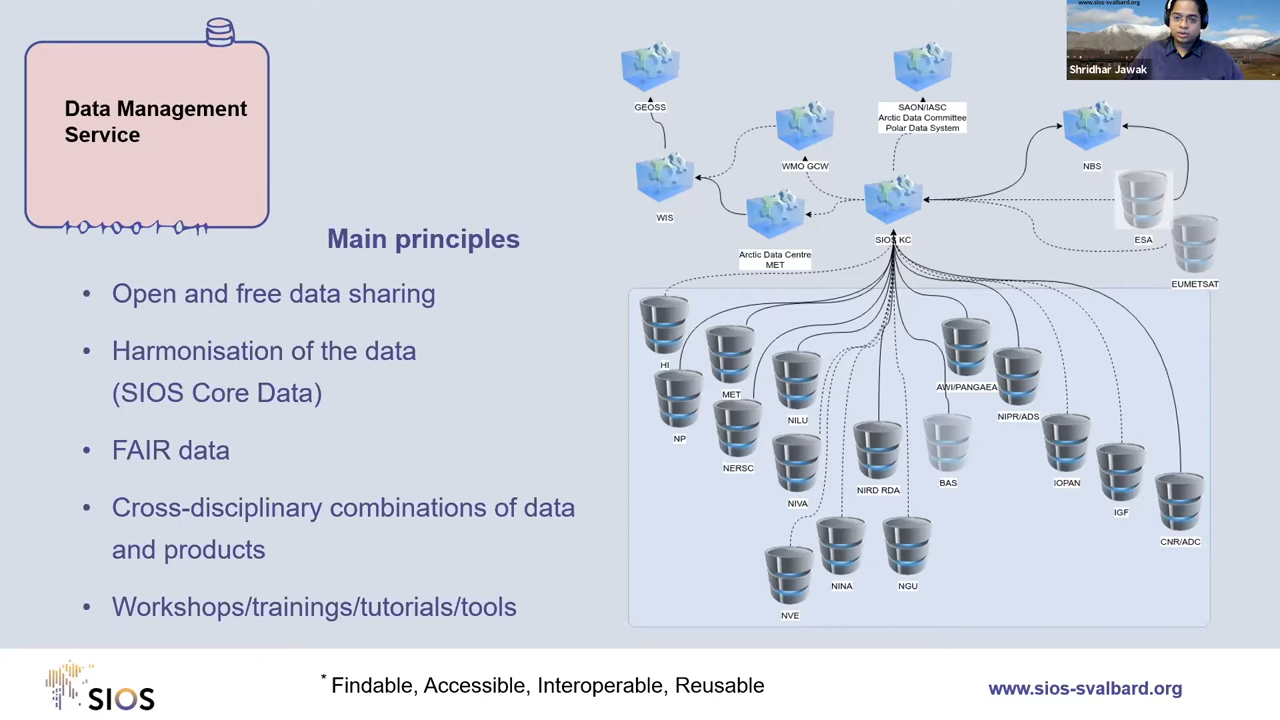 Data Management
Service
Main principles
• Open and free data sharing
• Harmonisation of the data
(SIOS Core Data)
• FAIR data
• Cross-disciplinary combinations of data
and products
• Workshops/trainings/tutorials/tools
www.sios-svalbard.org
Shridhar Jawak
GEOSS
SAON/IASC
Arctic Data Committee
Polar Data System
WMO GCW
NBS
WIS
SIOS KC
ESA
Arctic Data Centre
MET
EUMETSAT
HI
MET
AWI/PANGAEA
NILU
NIPR/ADS
NP
NERSC
NIVA
NIRD RDA
BAS
IOPAN
IGF
CNR/ADC
NINA
NGU
NVE
SIOS
* Findable, Accessible, Interoperable, Reusable
www.sios-svalbard.org